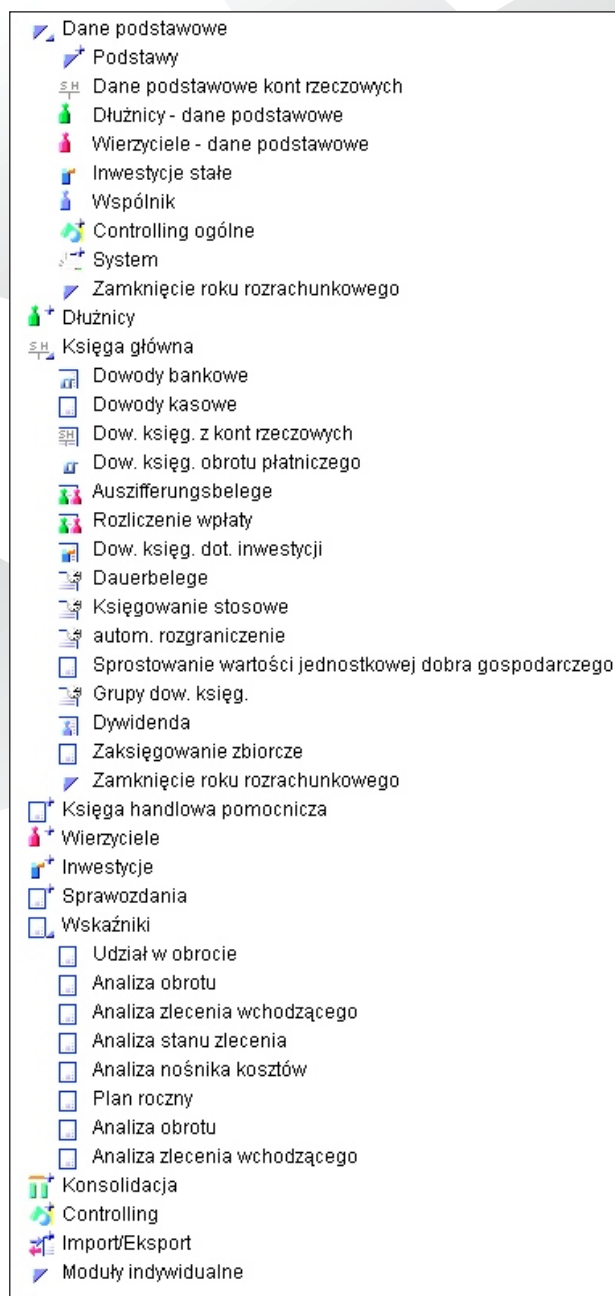 Dane podstawowe
Podstawy
Dane podstawowe kont rzeczowych
Dłużnicy - dane podstawowe
Wierzyciele - dane podstawowe
Inwestycje stałe
Wspólnik
Controlling ogólne
System
Zamknięcie roku rozrachunkowego
Dłużnicy
Księga główna
Dowody bankowe
Dowody kasowe
Dow. księg. z kont rzeczowych
Dow. księg. obrotu płatniczego
Auszifferungsbelege
Rozliczenie wpłaty
Dow. księg. dot. inwestycji
Dauerbelege
Księgowanie stosowe
autom. rozgraniczenie
Sprostowanie wartości jednostkowej dobra gospodarczego
Grupy dow. księg.
Dywidenda
Zaksięgowanie zbiorcze
Zamknięcie roku rozrachunkowego
Księga handlowa pomocnicza
Wierzyciele
Inwestycje
Sprawozdania
Wskaźniki
Udział w obrocie
Analiza obrotu
Analiza zlecenia wchodzącego
Analiza stanu zlecenia
Analiza nośnika kosztów
Plan roczny
Analiza obrotu
Analiza zlecenia wchodzącego
Konsolidacja
Controlling
Import/Eksport
Moduły indywidualne